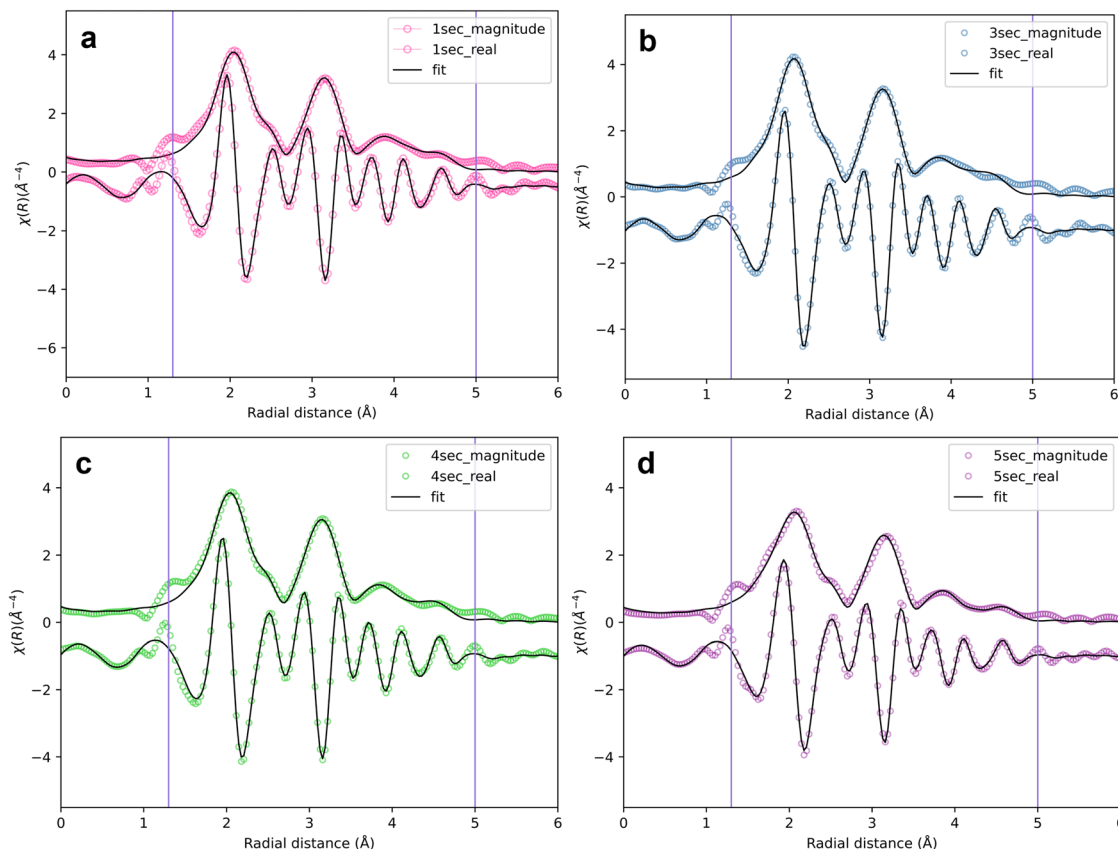 a
1sec_magnitude
1sec_real
fit
χ(R)(Å⁻⁴)
4
2
0
−2
−4
−6
0 1 2 3 4 5 6
Radial distance (Å)
b
3sec_magnitude
3sec_real
fit
χ(R)(Å⁻⁴)
4
2
0
−2
−4
0 1 2 3 4 5 6
Radial distance (Å)
c
4sec_magnitude
4sec_real
fit
χ(R)(Å⁻⁴)
4
2
0
−2
−4
0 1 2 3 4 5 6
Radial distance (Å)
d
5sec_magnitude
5sec_real
fit
χ(R)(Å⁻⁴)
4
2
0
−2
−4
0 1 2 3 4 5 6
Radial distance (Å)